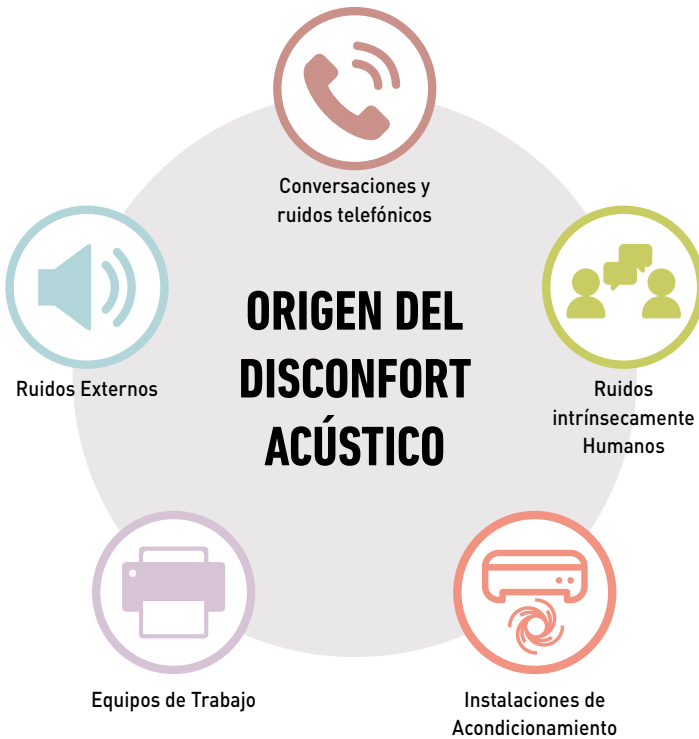 Conversaciones y
ruidos telefónicos
ORIGEN DEL
DISCONFORT
ACÚSTICO
Ruidos Externos
Ruidos
intrínsecamente
Humanos
Equipos de Trabajo
Instalaciones de
Acondicionamiento